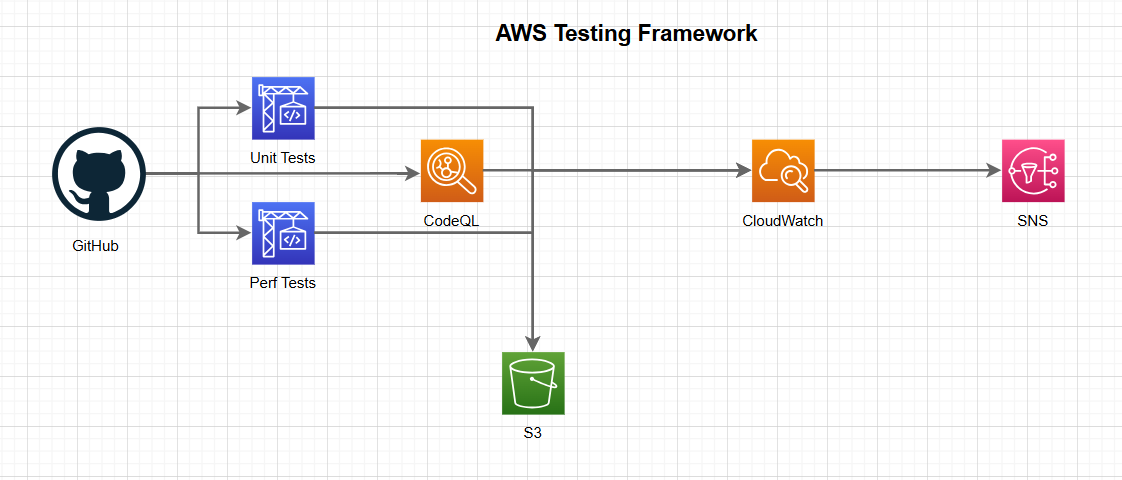 AWS Testing Framework
Unit Tests
GitHub
CodeQL
Perf Tests
CloudWatch
SNS
S3